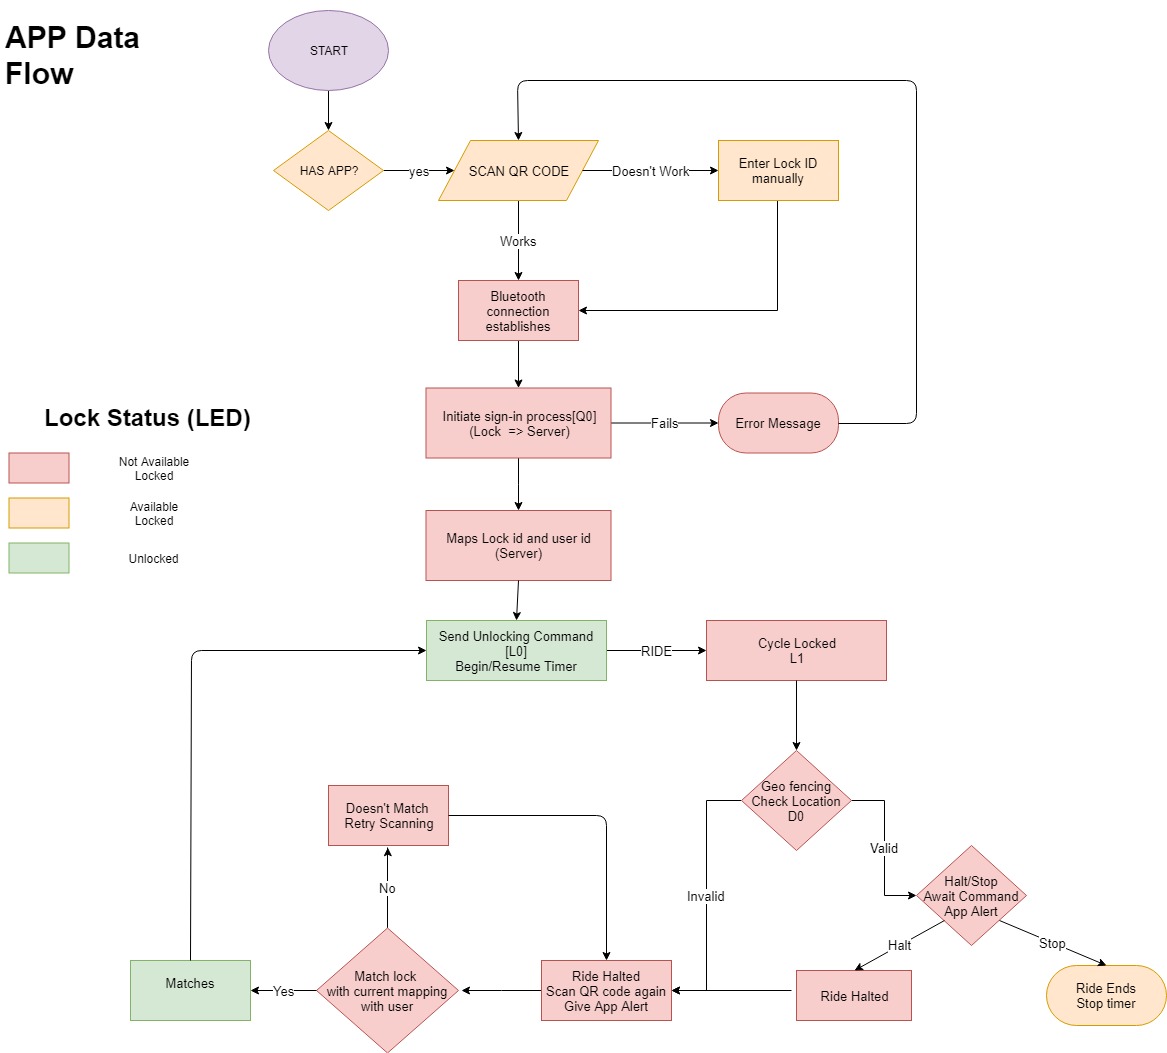 APP Data
Flow
START
HAS APP?
yes
SCAN QR CODE
Doesn't Work
Enter Lock ID
manually
Works
Bluetooth
connection
establishes
Initiate sign-in process[Q0]
(Lock => Server)
Fails
Error Message
Lock Status (LED)
Not Available
Locked
Available
Locked
Unlocked
Maps Lock id and user id
(Server)
Send Unlocking Command
[L0]
Begin/Resume Timer
RIDE
Cycle Locked
L1
Geo fencing
Check Location
D0
Doesn't Match
Retry Scanning
Valid
Invalid
No
Halt/Stop
Await Command
App Alert
Halt
Stop
Matches
Yes
Match lock
with current mapping
with user
Ride Halted
Scan QR code again
Give App Alert
Ride Halted
Ride Ends
Stop timer